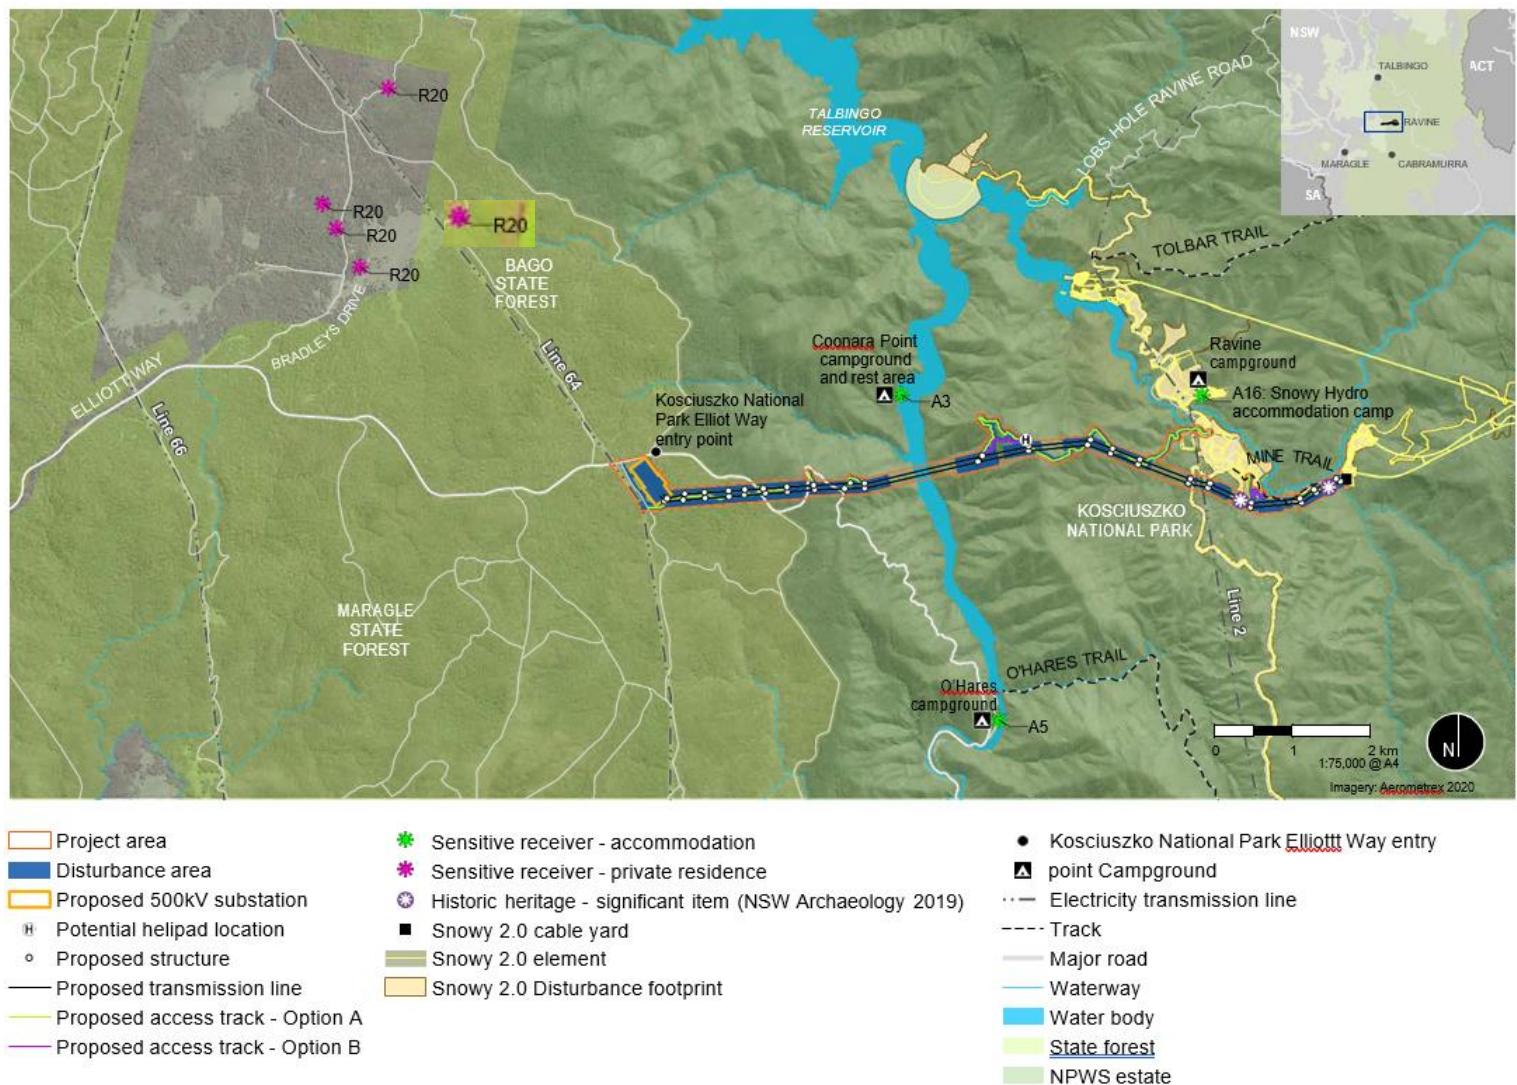 NSW
ACT
TALBINGO
RAVINE
MARAGLE
CABRAMURRA
SA
R20
TALBINGO
RESERVOIR
LOBS HOLE RAVINE ROAD
R20
R20
R20
R20
TOLBAR TRAIL
BAGO
STATE
FOREST
BRADLEYS DRIVE
ELLIOTT WAY
Line 64
Line 66
Coonara Point
campground
and rest area
A3
Ravine
campground
A16: Snowy Hydro
accommodation camp
Kosciuszko National
Park Elliot Way
entry point
H
MINE TRAIL
KOSCIUSZKO
NATIONAL PARK
MARAGLE
STATE
FOREST
Line 2
O'HARES TRAIL
O'Hares
campground
A5
0 1 2 km
1:75,000 @ A4
N
Imagery: Aerometrex 2020
Project area
Disturbance area
Proposed 500kV substation
H Potential helipad location
Proposed structure
Proposed transmission line
Proposed access track - Option A
Proposed access track - Option B
Sensitive receiver - accommodation
Sensitive receiver - private residence
Historic heritage - significant item (NSW Archaeology 2019)
Snowy 2.0 cable yard
Snowy 2.0 element
Snowy 2.0 Disturbance footprint
Kosciuszko National Park Elliottt Way entry
point Campground
Electricity transmission line
Track
Major road
Waterway
Water body
State forest
NPWS estate